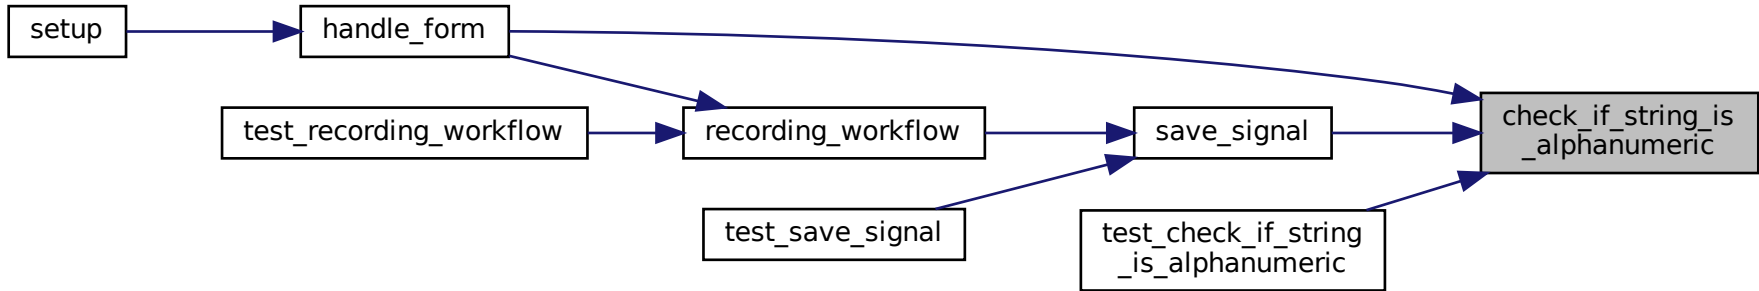 setup
handle_form
check_if_string_is
_alphanumeric
test_recording_workflow
recording_workflow
save_signal
test_save_signal
test_check_if_string
_is_alphanumeric